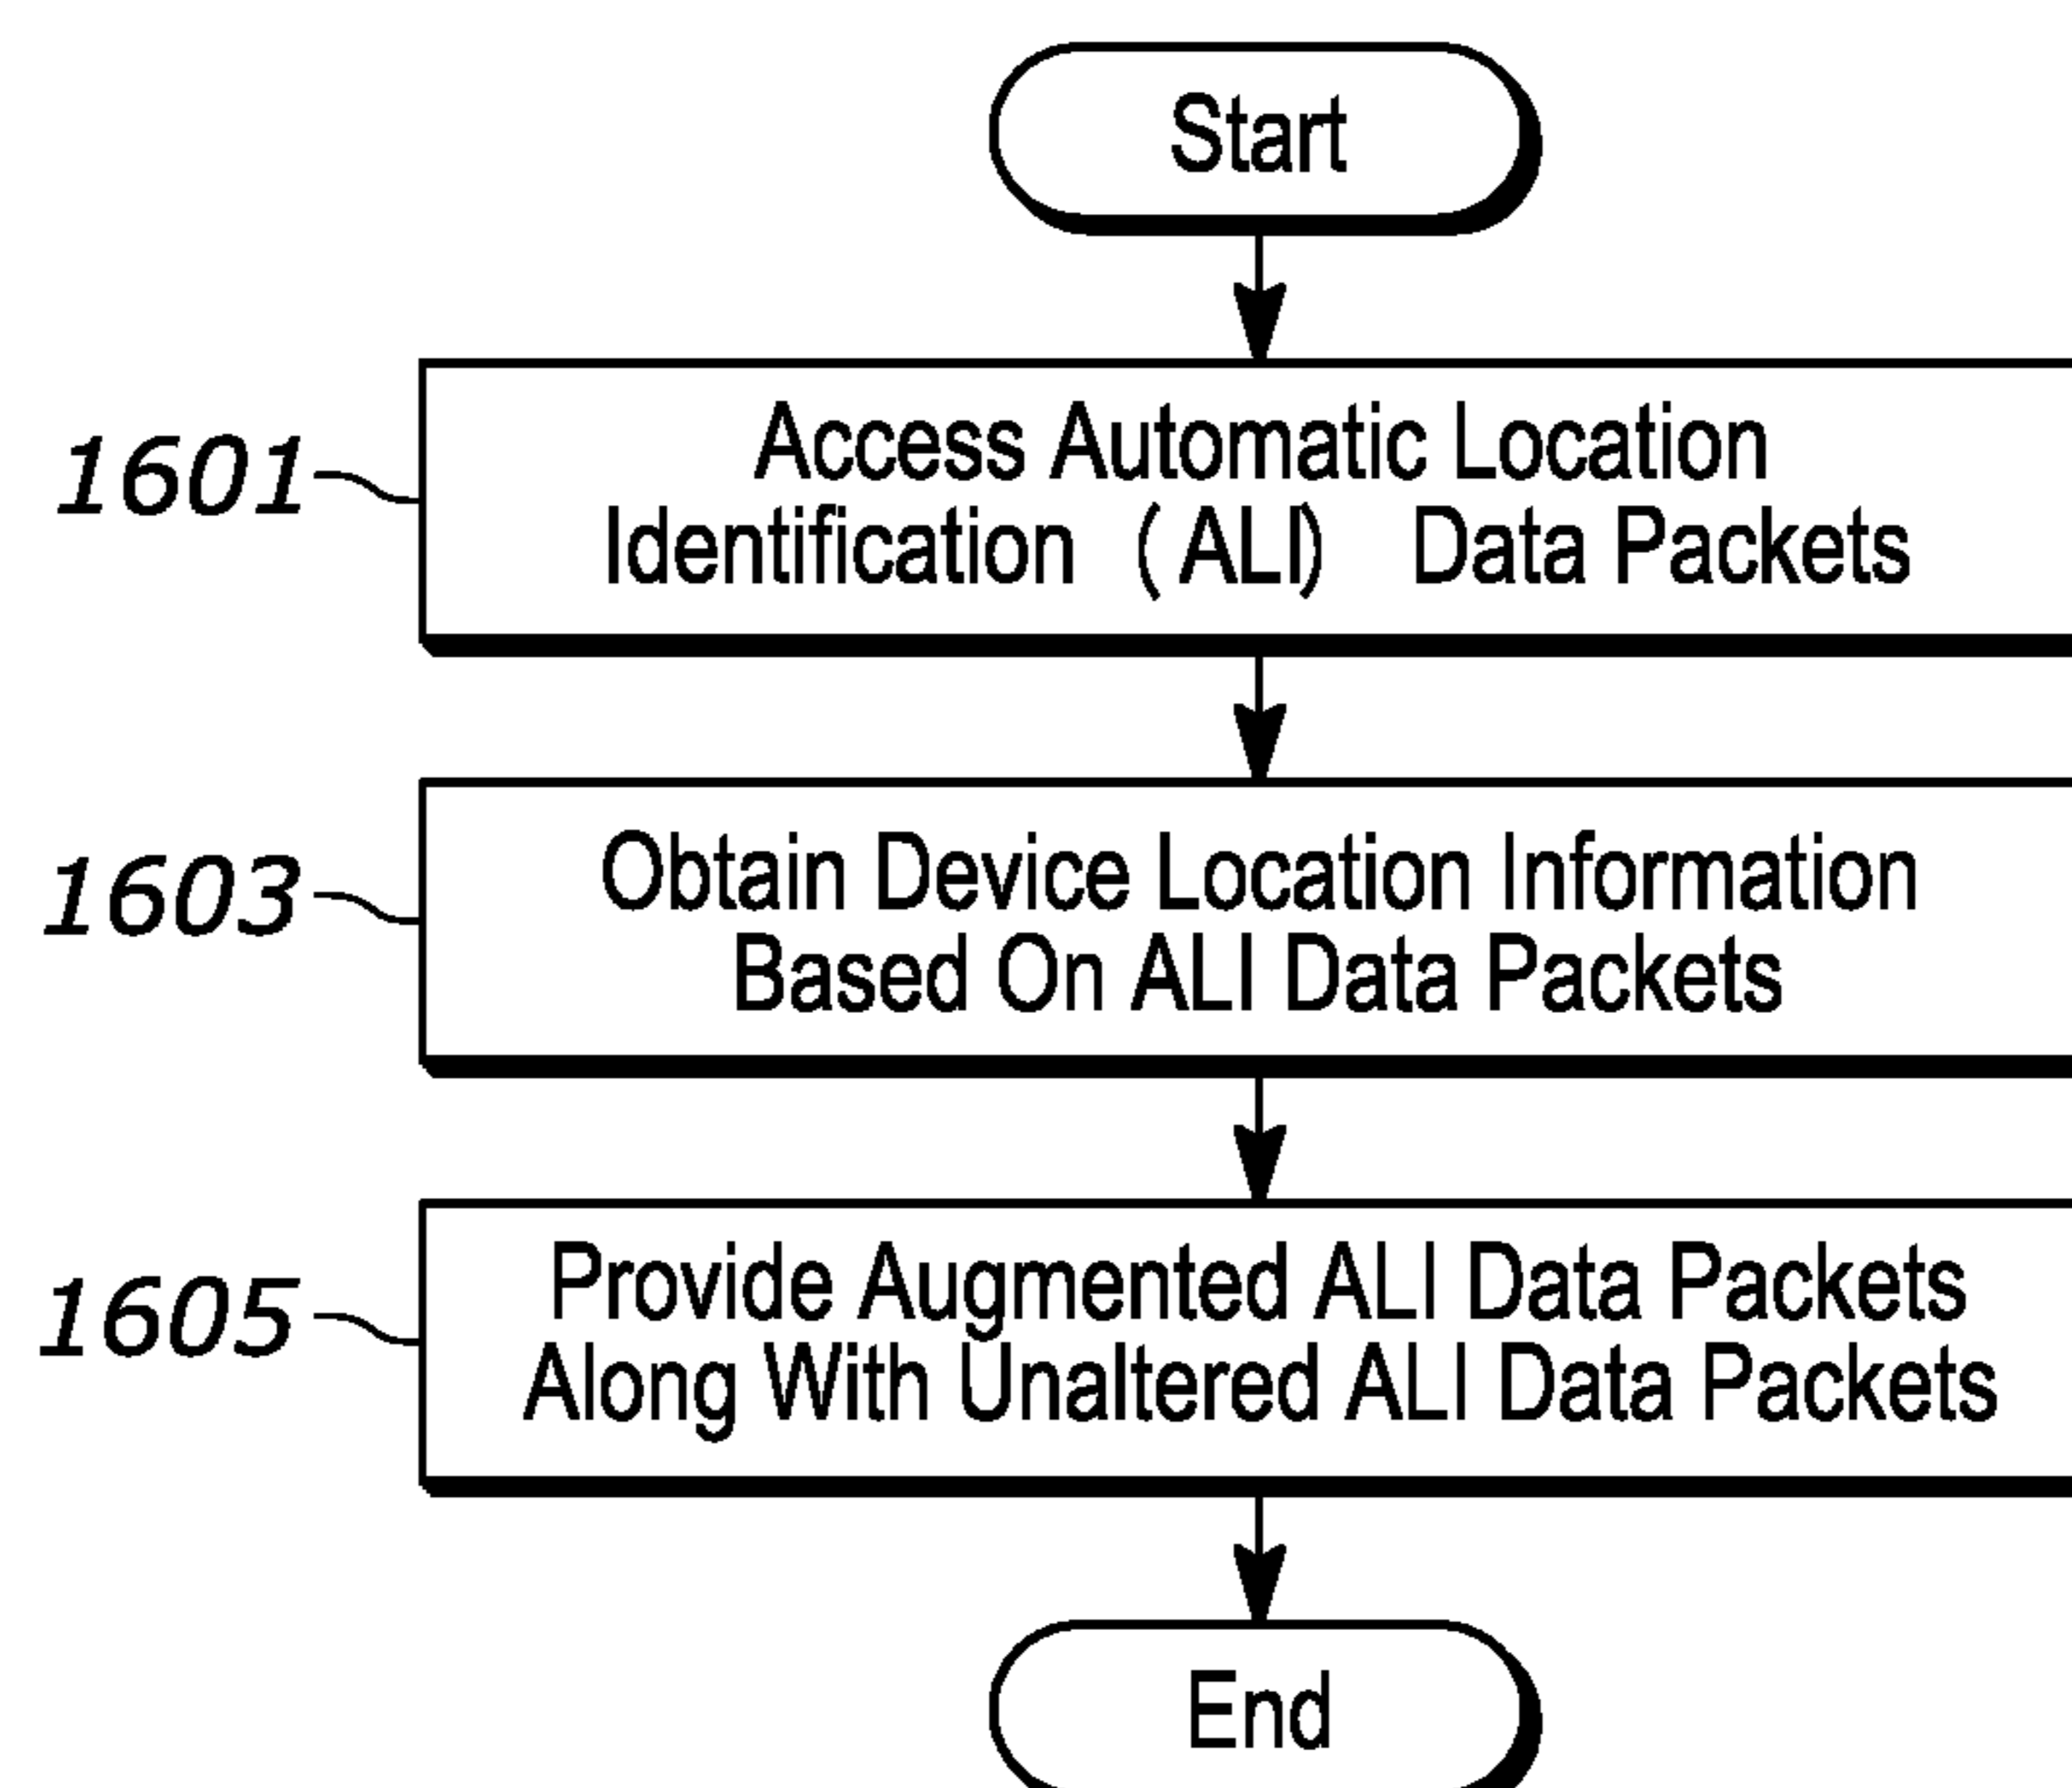 Start
1601
Access Automatic Location
Identification (ALI) Data Packets
1603
Obtain Device Location Information
Based On ALI Data Packets
1605
Provide Augmented ALI Data Packets
Along With Unaltered ALI Data Packets
End